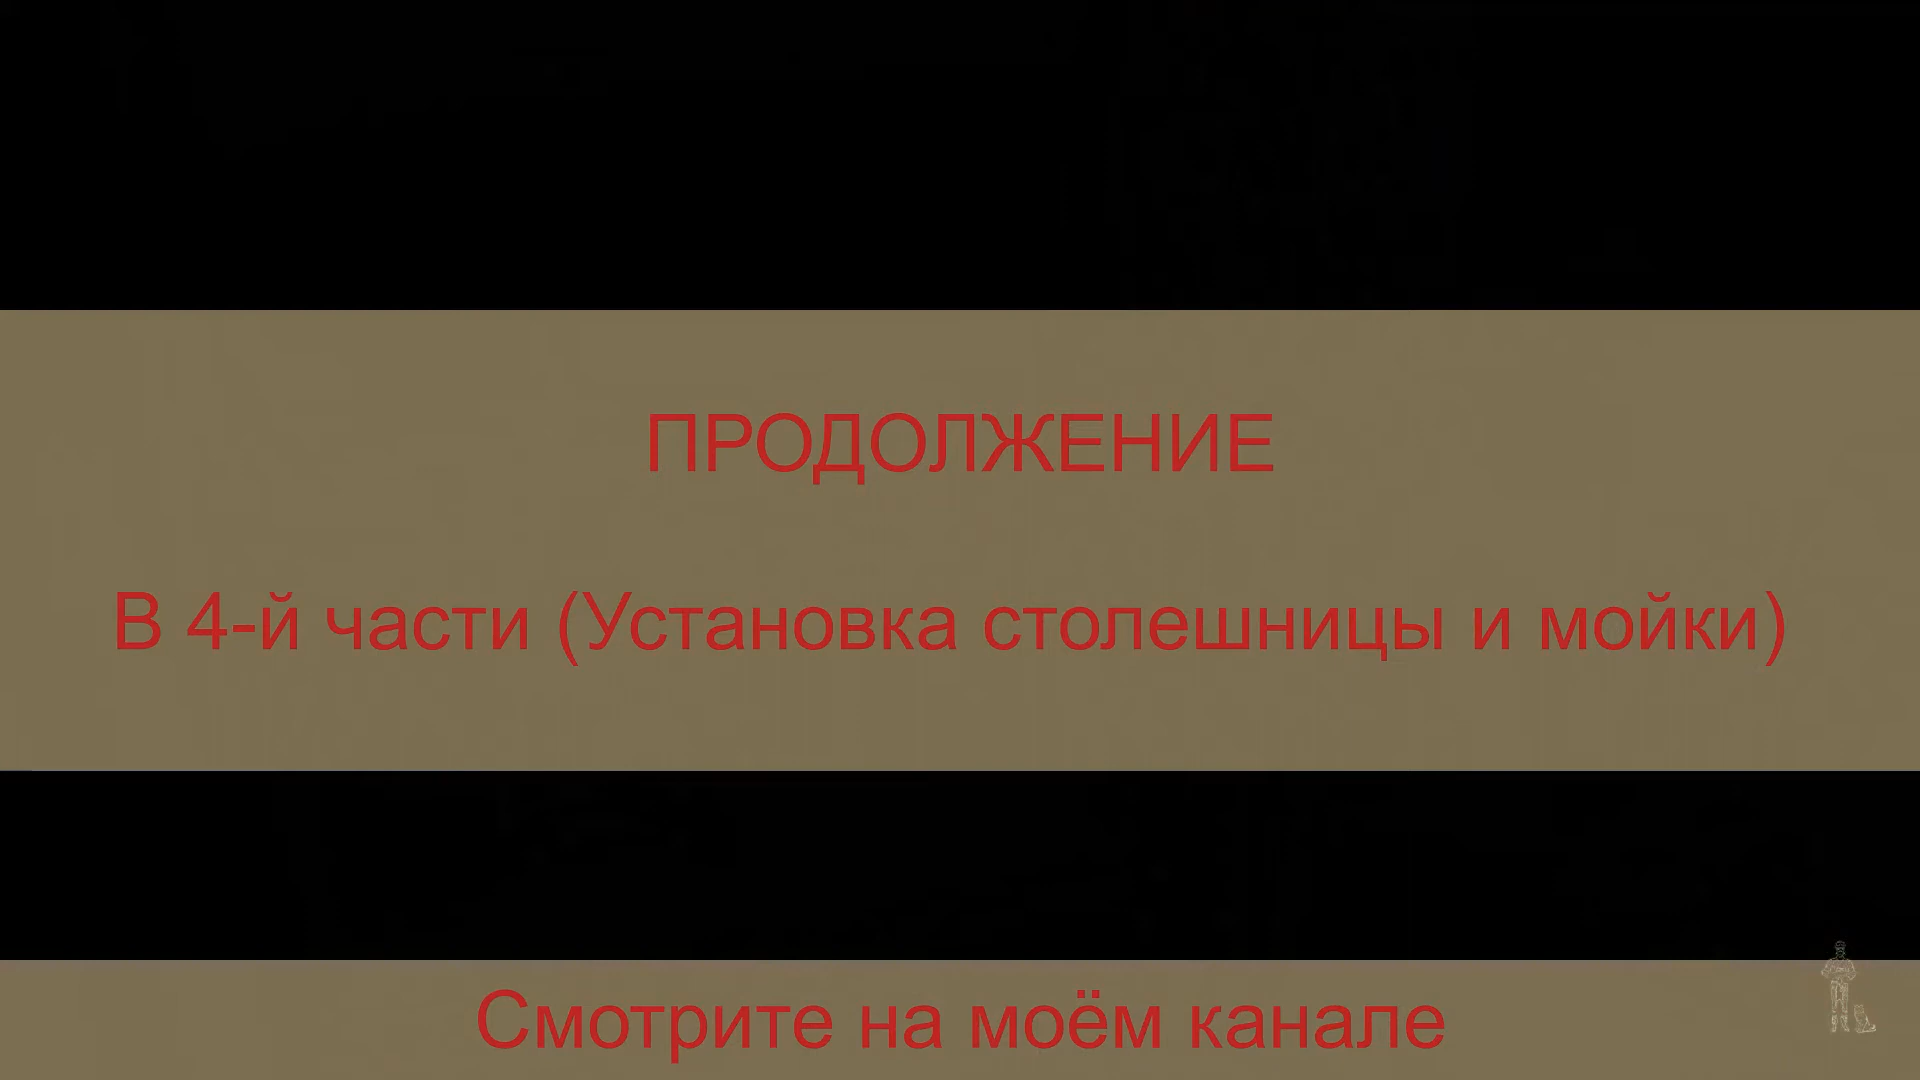 ПРОДОЛЖЕНИЕ
В 4-й части (Установка столешницы и мойки)
Смотрите на моём канале